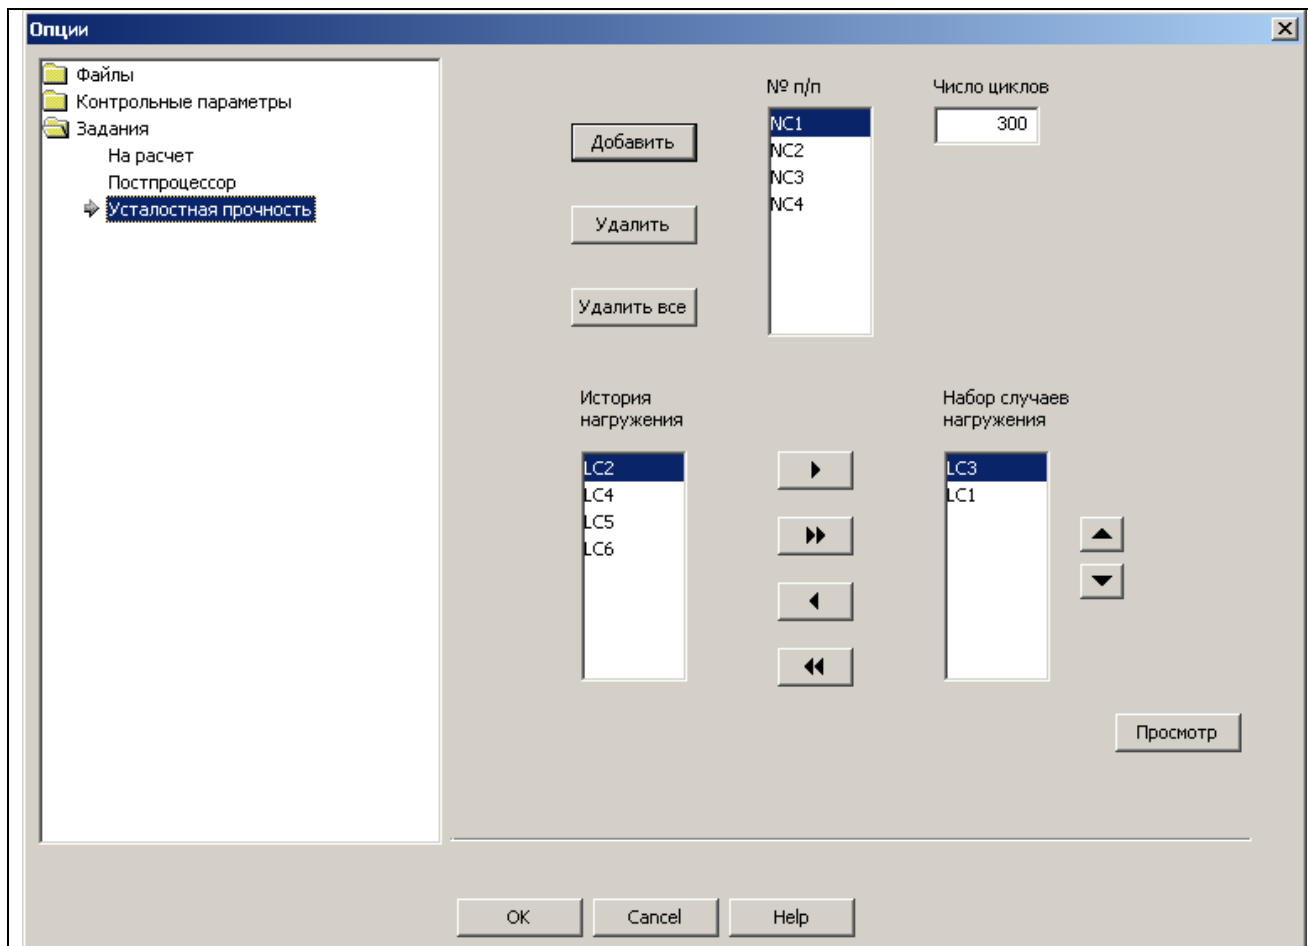 Опции
Файлы
Контрольные параметры
Задания
На расчет
Постпроцессор
Усталостная прочность
№ п/п
Число циклов
Добавить
Удалить
Удалить все
NC1
NC2
NC3
NC4
300
История
нагружения
Набор случаев
нагружения
LC2
LC4
LC5
LC6
LC3
LC1
Просмотр
OK
Cancel
Help